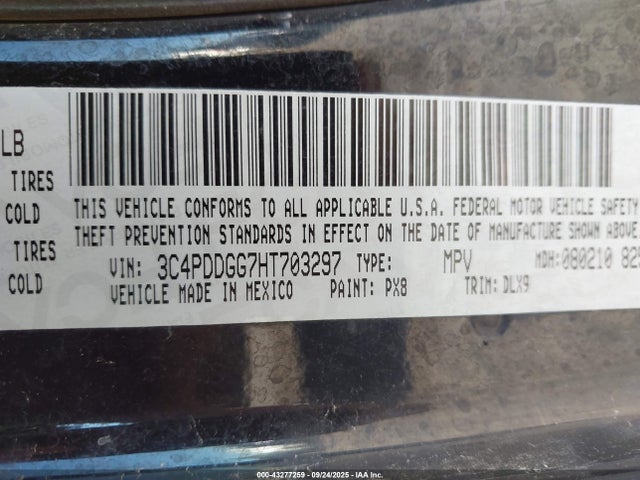 LB
TIRES
COLD
THIS VEHICLE CONFORMS TO ALL APPLICABLE U.S.A. FEDERAL MOTOR VEHICLE SAFETY
THEFT PREVENTION STANDARDS IN EFFECT ON THE DATE OF MANUFACTURE SHOWN ABOVE.
TIRES
VIN: 3C4PDDGG7HT703297 TYPE: MPV MDH:080210 825
COLD
VEHICLE MADE IN MEXICO PAINT: PX8 TRIM: DLX9
000-43277259 - 09/24/2025 - IAA Inc.